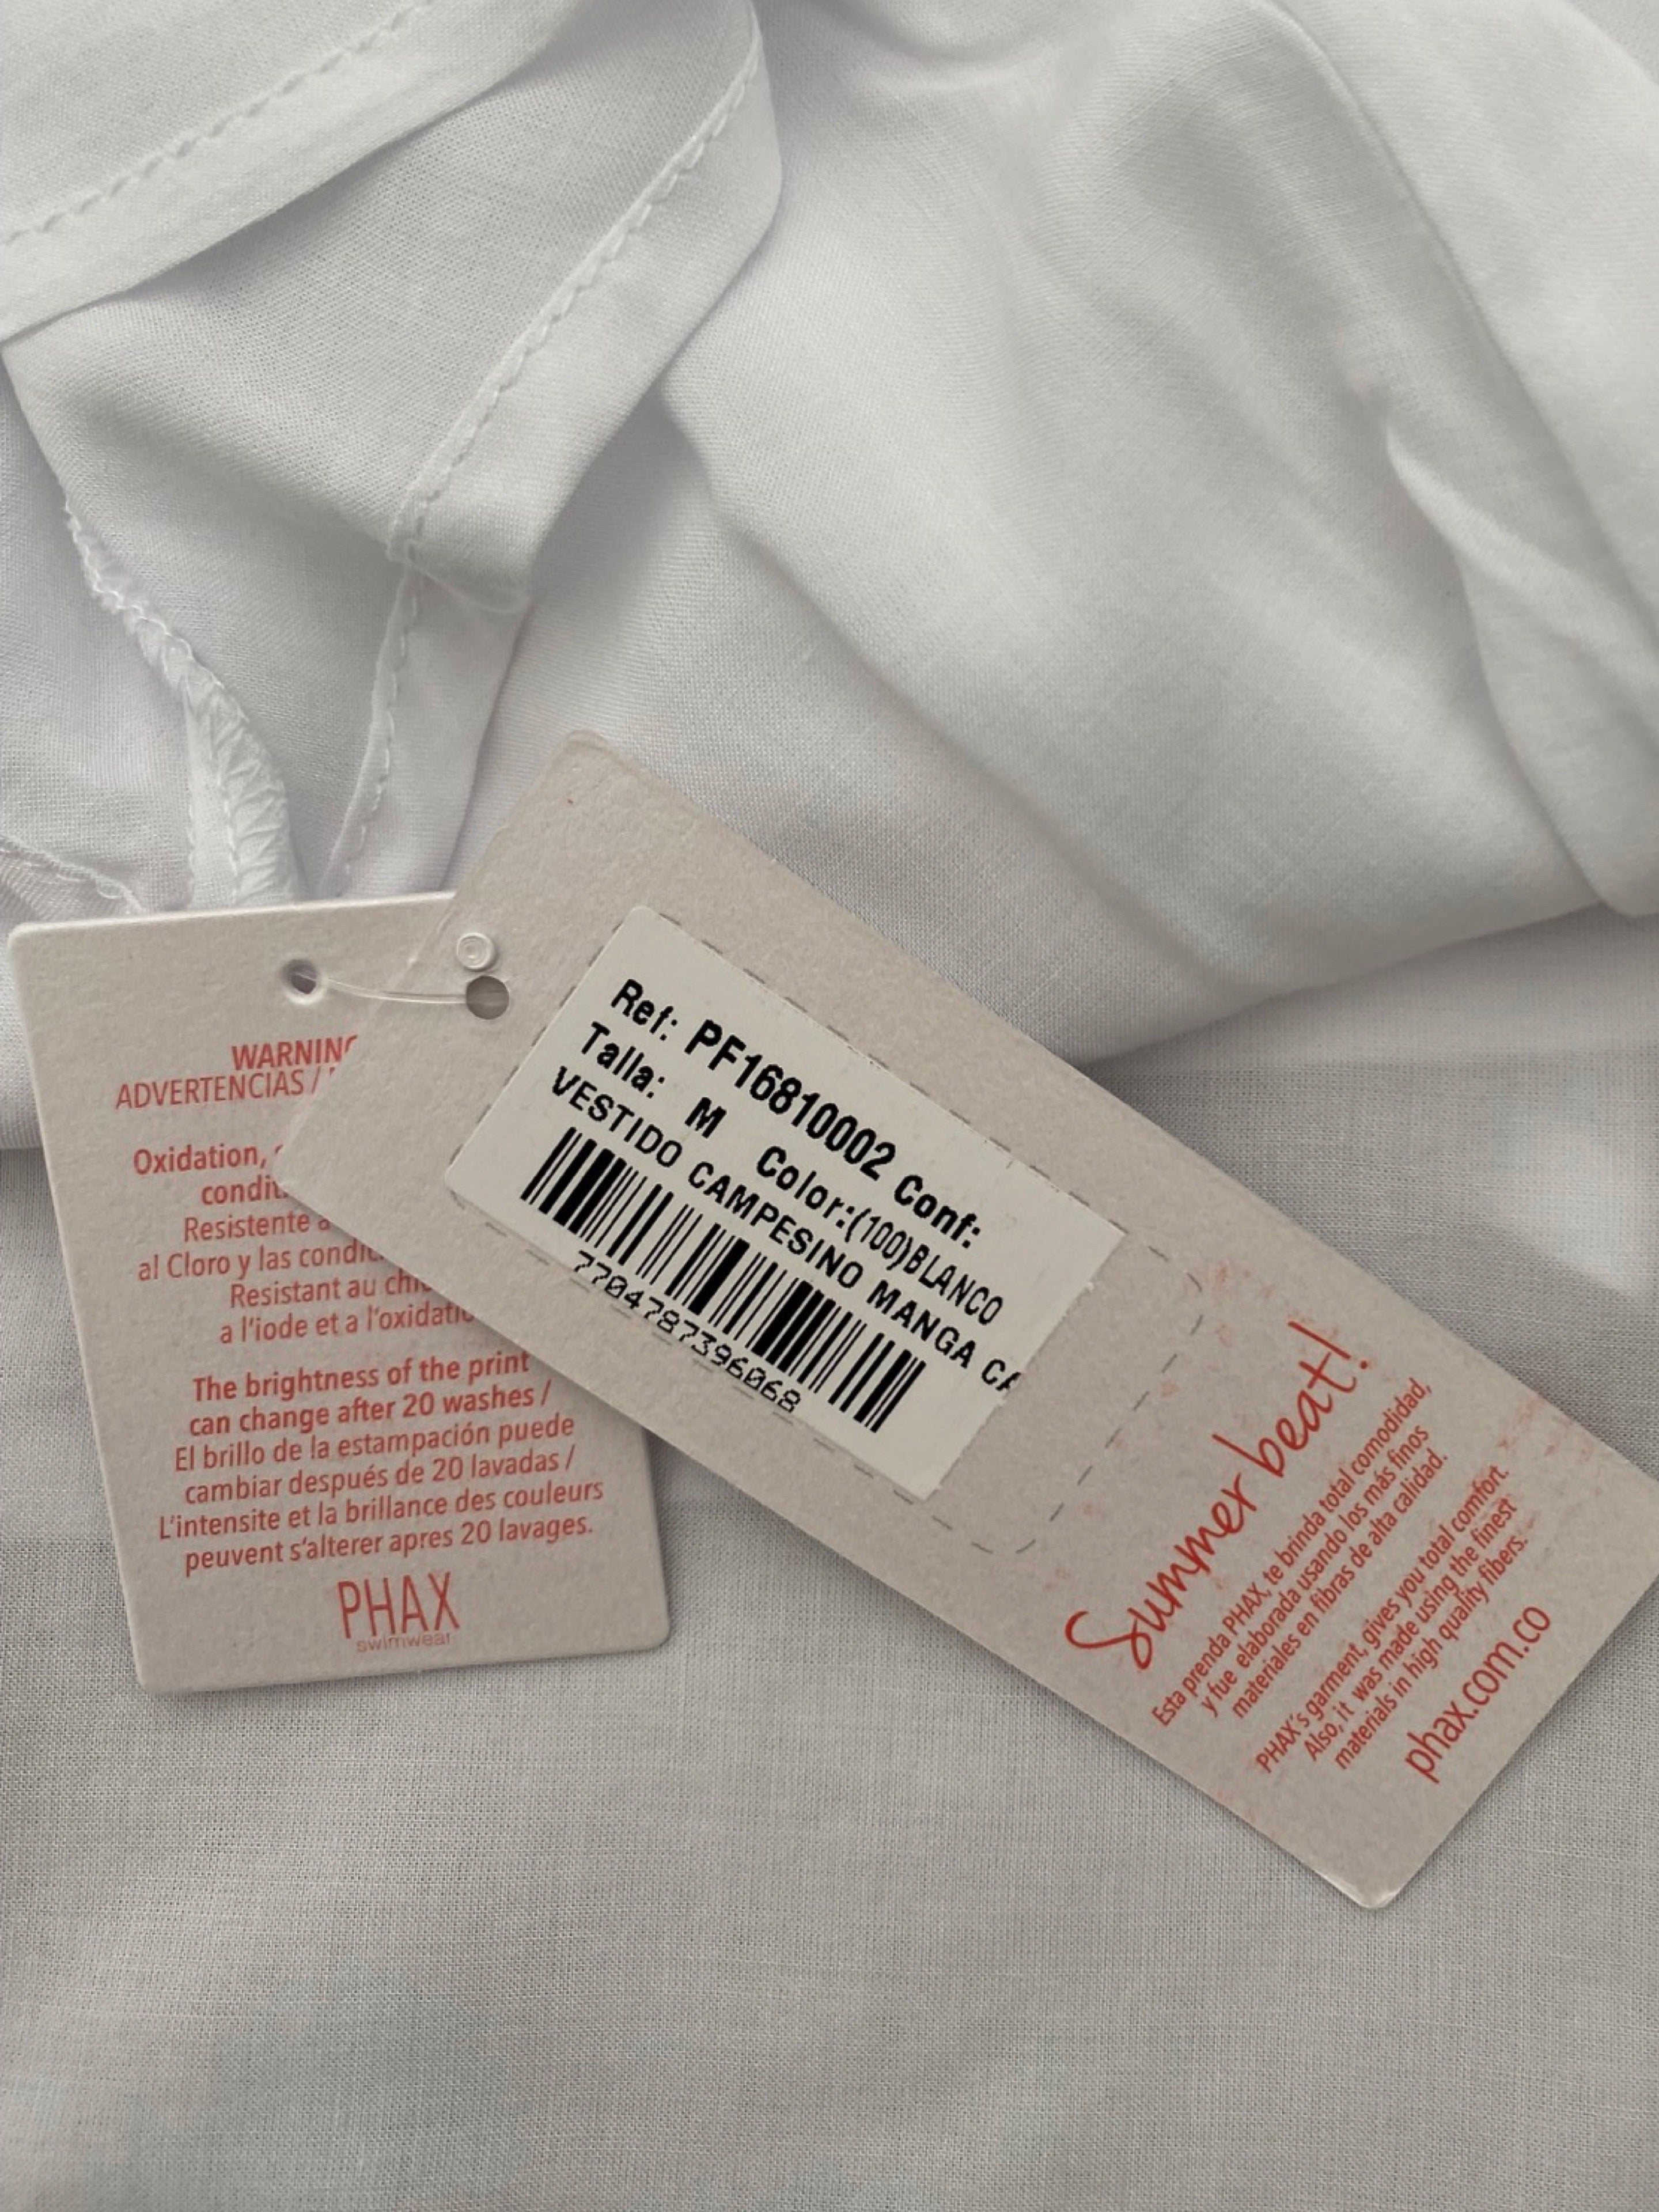 WARNING
ADVERTENCIAS /
Oxidation,
Resistente a
al Cloro y las
Resistant au
a l'iode et a
The brightness of the print
can change after 20 washes /
El brillo de la estampación puede
cambiar después de 20 lavadas /
L'intensite et la brillance des couleurs
peuvent s'alterer apres 20 lavages.
PHAX
swimwear
Ref: PF16810002 Conf:
Talla: M Color:(100)BLANCO
VESTIDO CAMPESINO MANGA CA
7704787396068
Summer beat!
Esta prenda PHAX, te brinda total comodidad,
y fue elaborada usando los más finos
materiales en fibras de alta calidad.
PHAX´s garment, gives you total comfort.
Also, it was made using the finest
materials in high quality fibers.
phax.com.co